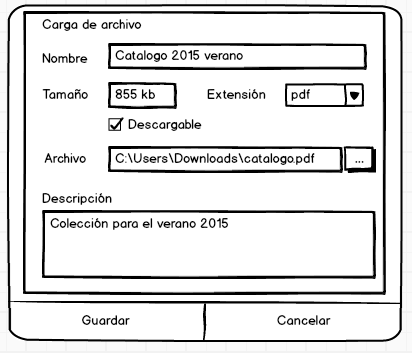 Carga de archivo
Nombre Catalogo 2015 verano
Tamaño 855 kb Extensión pdf
Descargable
Archivo C:\Users\Downloads\catalogo.pdf ...
Descripción
Colección para el verano 2015
Guardar Cancelar